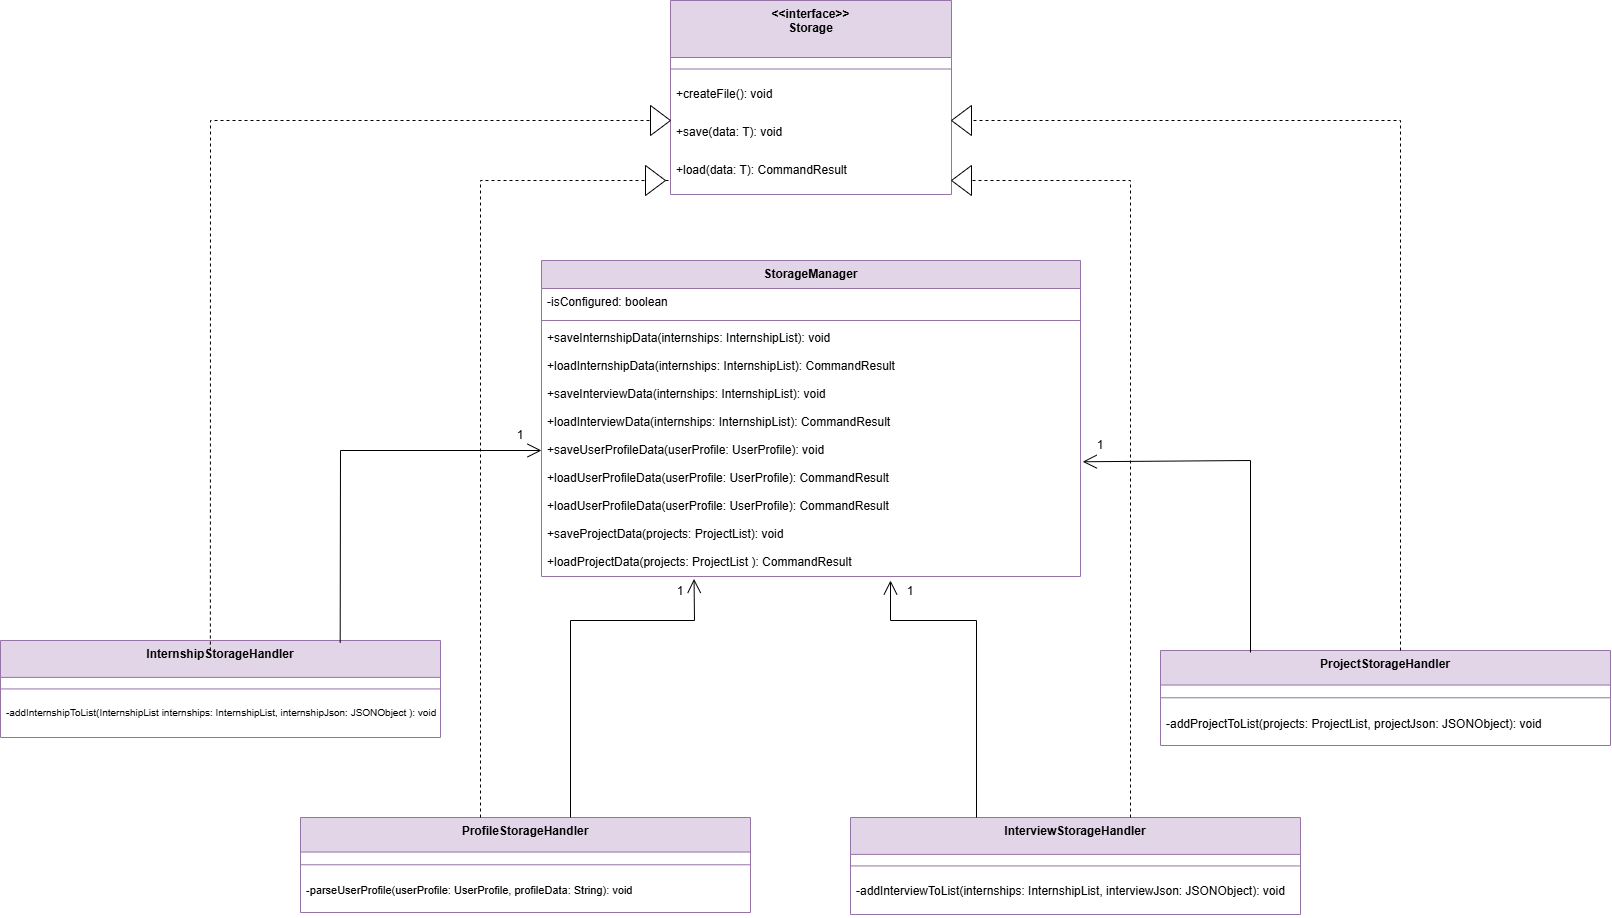 <<interface>>
Storage
+createFile(): void
+save(data: T): void
+load(data: T): CommandResult
StorageManager
-isConfigured: boolean
+saveInternshipData(internships: InternshipList): void
+loadInternshipData(internships: InternshipList): CommandResult
+saveInterviewData(internships: InternshipList): void
+loadInterviewData(internships: InternshipList): CommandResult
+saveUserProfileData(userProfile: UserProfile): void
+loadUserProfileData(userProfile: UserProfile): CommandResult
+loadUserProfileData(userProfile: UserProfile): CommandResult
+saveProjectData(projects: ProjectList): void
+loadProjectData(projects: ProjectList ): CommandResult
1
1
1
1
InternshipStorageHandler
-addInternshipToList(InternshipList internships: InternshipList, internshipJson: JSONObject ): void
ProjectStorageHandler
-addProjectToList(projects: ProjectList, projectJson: JSONObject): void
ProfileStorageHandler
-parseUserProfile(userProfile: UserProfile, profileData: String): void
InterviewStorageHandler
-addInterviewToList(internships: InternshipList, interviewJson: JSONObject): void